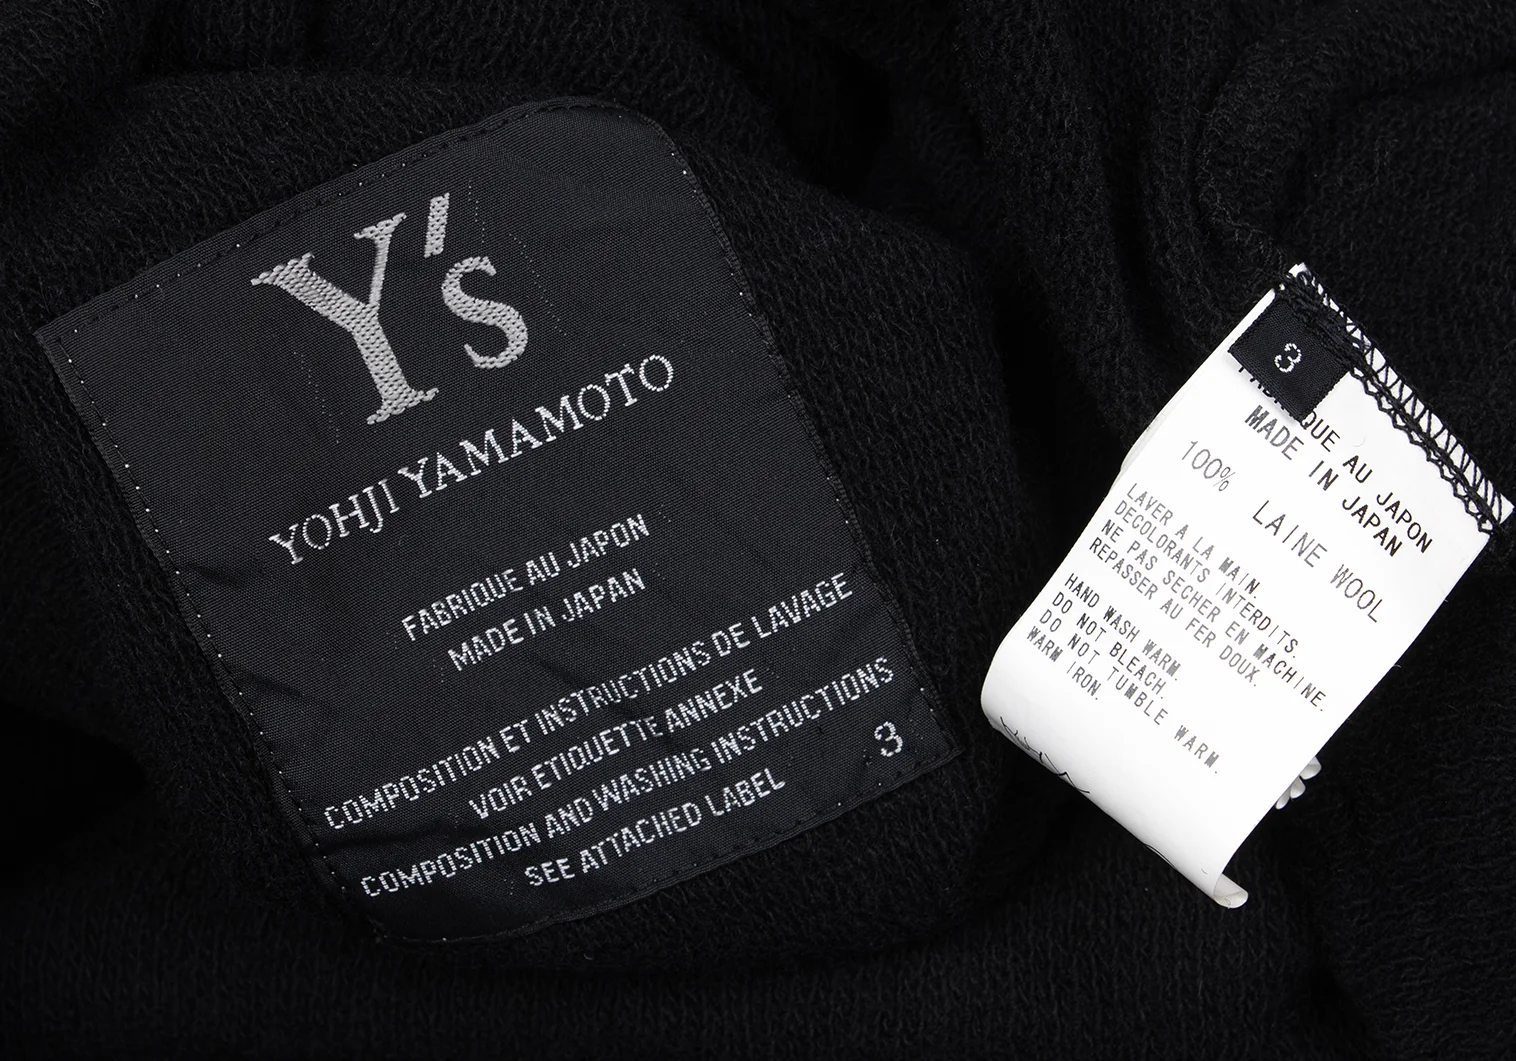 Y's
YOHJI YAMAMOTO
FABRIQUE AU JAPON
MADE IN JAPAN
COMPOSITION ET INSTRUCTIONS DE LAVAGE
VOIR ETIQUETTE ANNEXE
COMPOSITION AND WASHING INSTRUCTIONS
SEE ATTACHED LABEL
3
3
QUE AU JAPON
MADE IN JAPAN
100% LAINE WOOL
LAVER A LA MAIN.
DECOLORANTS INTERDITS.
NE PAS SECHER EN MACHINE.
REPASSER AU FER DOUX.
HAND WASH WARM.
DO NOT BLEACH.
DO NOT TUMBLE WARM.
WARM IRON.